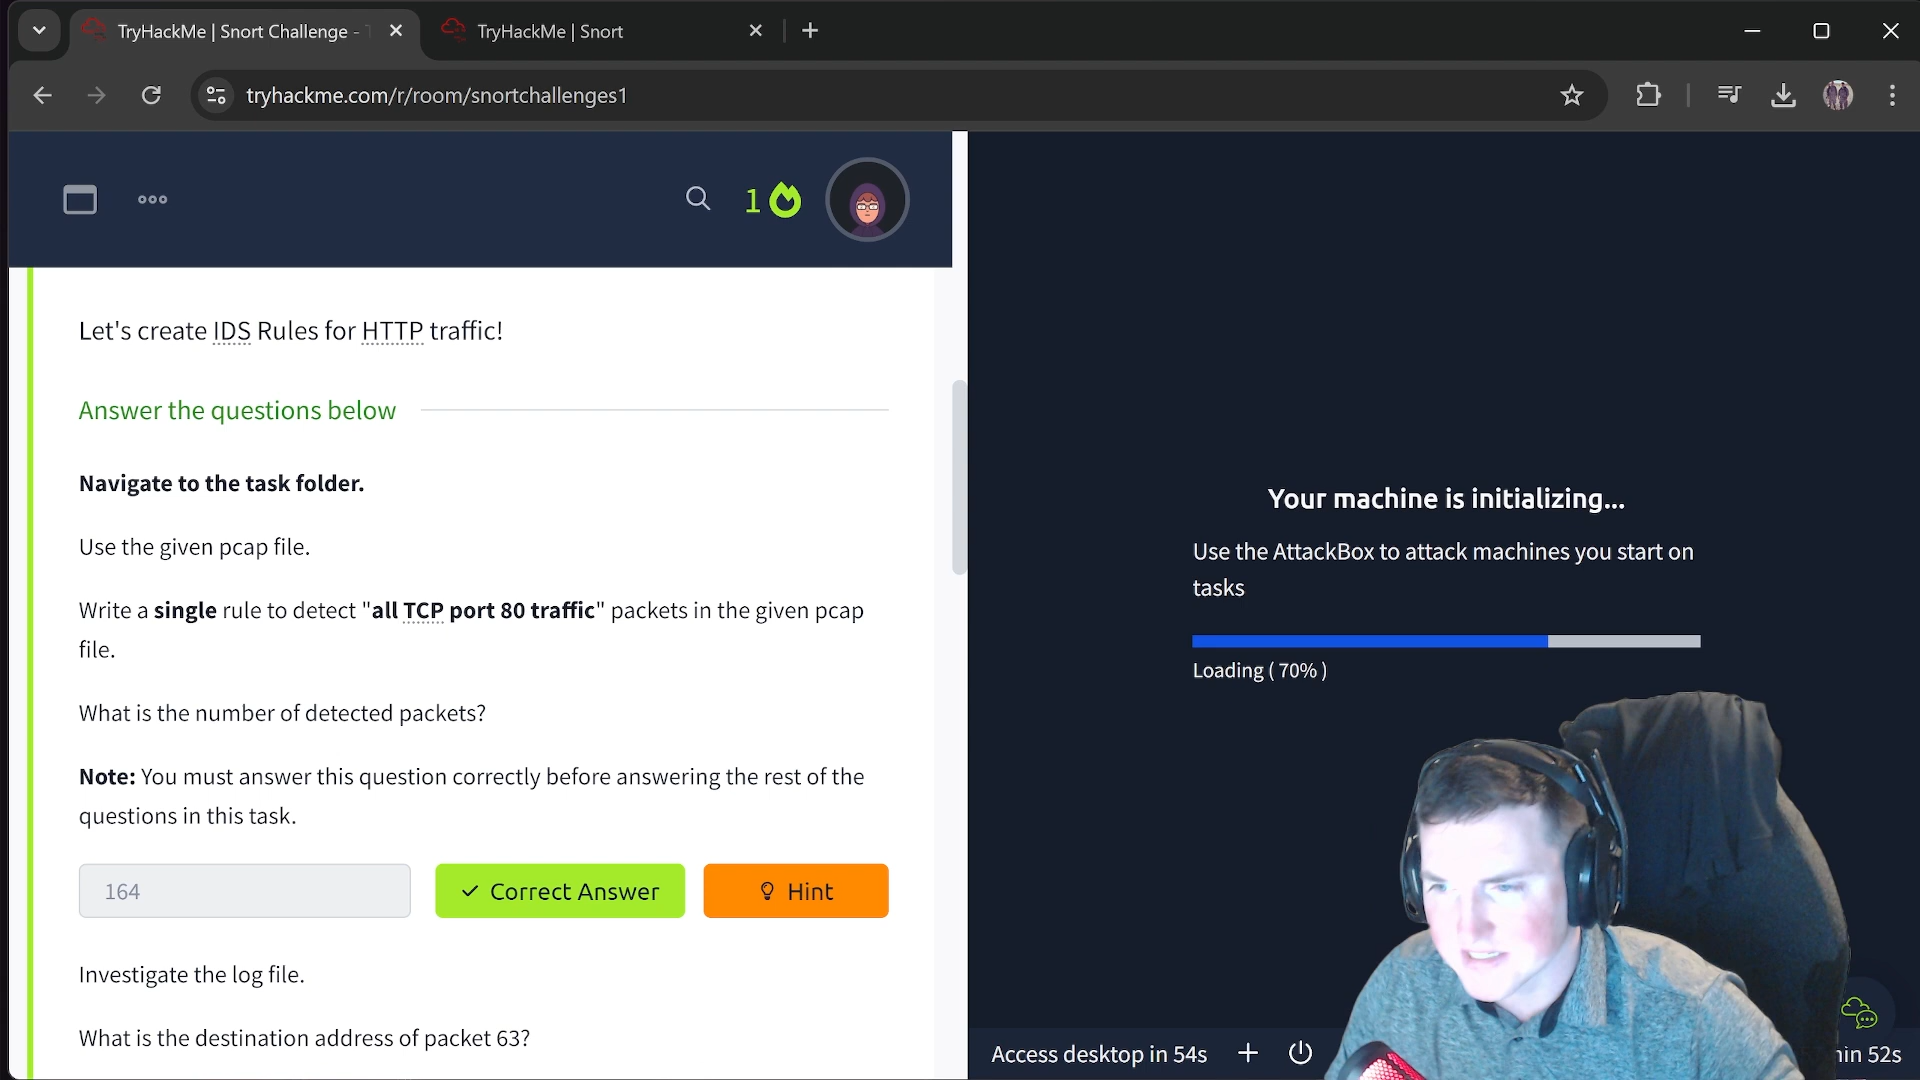 TryHackMe | Snort Challenge -
TryHackMe | Snort
tryhackme.com/r/room/snortchallenges1
1
Let's create IDS Rules for HTTP traffic!
Answer the questions below
Navigate to the task folder.
Use the given pcap file.
Write a single rule to detect "all TCP port 80 traffic" packets in the given pcap
file.
What is the number of detected packets?
Note: You must answer this question correctly before answering the rest of the
questions in this task.
164
Correct Answer
Hint
Investigate the log file.
What is the destination address of packet 63?
Your machine is initializing...
Use the AttackBox to attack machines you start on
tasks
Loading ( 70% )
Access desktop in 54s
52s